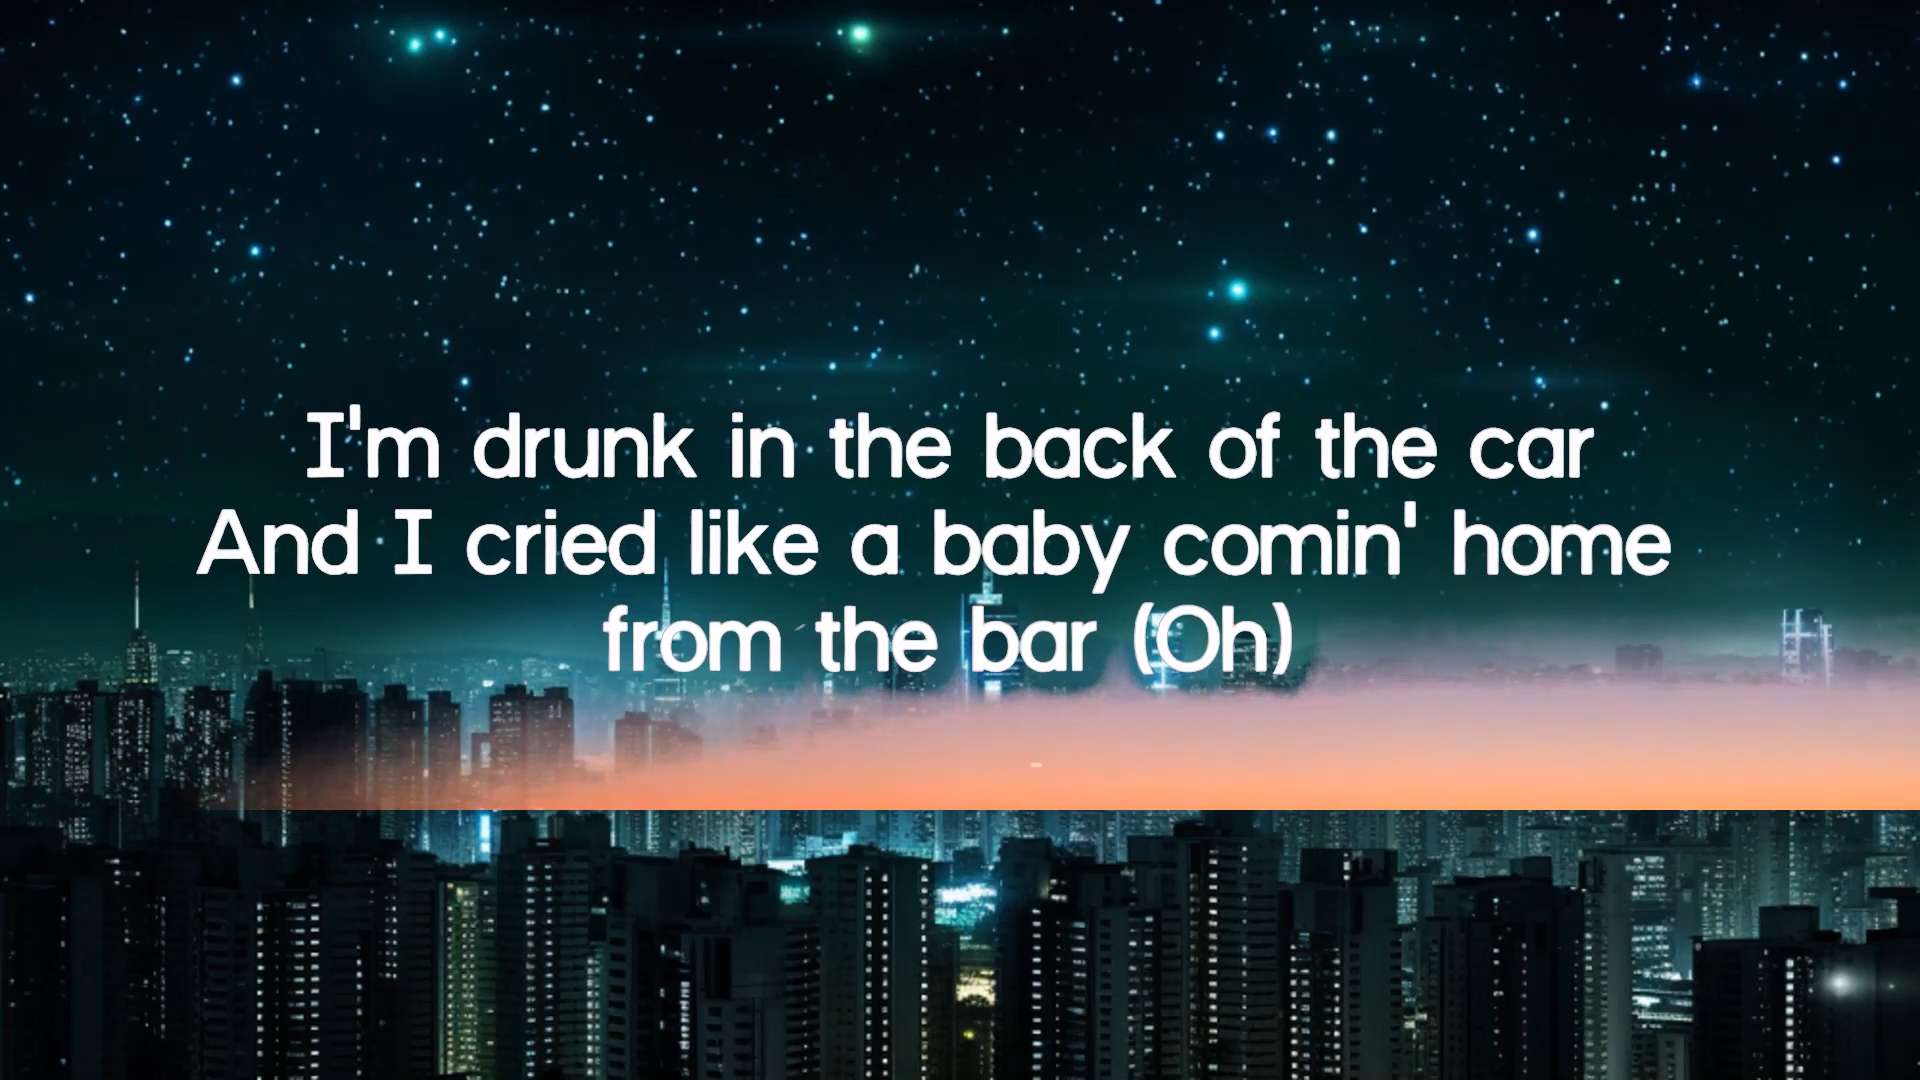 I'm drunk in the back of the car
And I cried like a baby comin' home
from the bar (Oh)